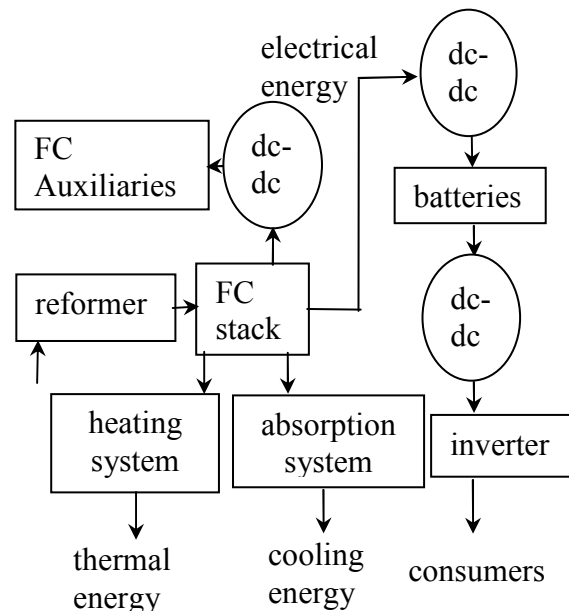 electrical
energy
dc-
dc
FC
Auxiliaries
dc-
dc
batteries
reformer
FC
stack
dc-
dc
heating
system
absorption
system
inverter
thermal
energy
cooling
energy
consumers